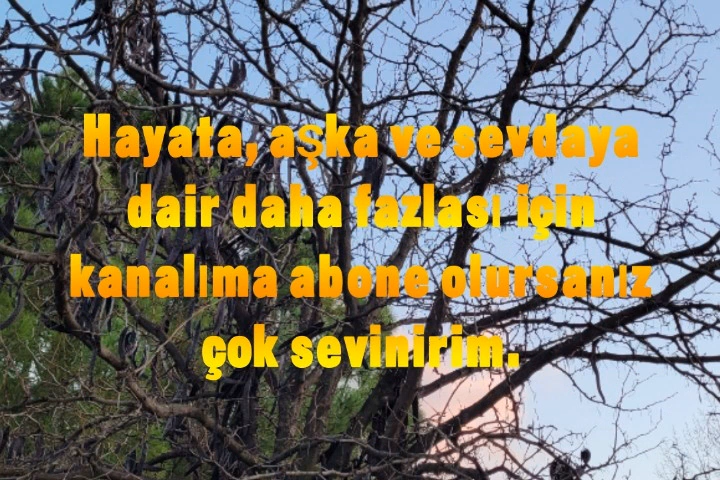 Hayata, aşka ve sevdaya
dair daha fazlası için
kanalıma abone olursanız
çok sevinirim.